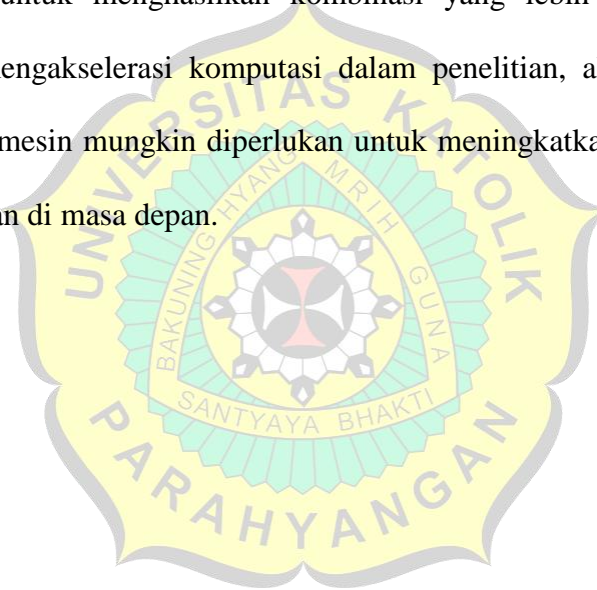 untuk menghasilkan kombinasi yang lebih
engakselerasi komputasi dalam penelitian, a
mesin mungkin diperlukan untuk meningkatka
an di masa depan.
UNIVERSITAS KATOLIK
BAKUNING HYANG MRIH GUNA
SANTYAYA BHAKTI
PARAHYANGAN